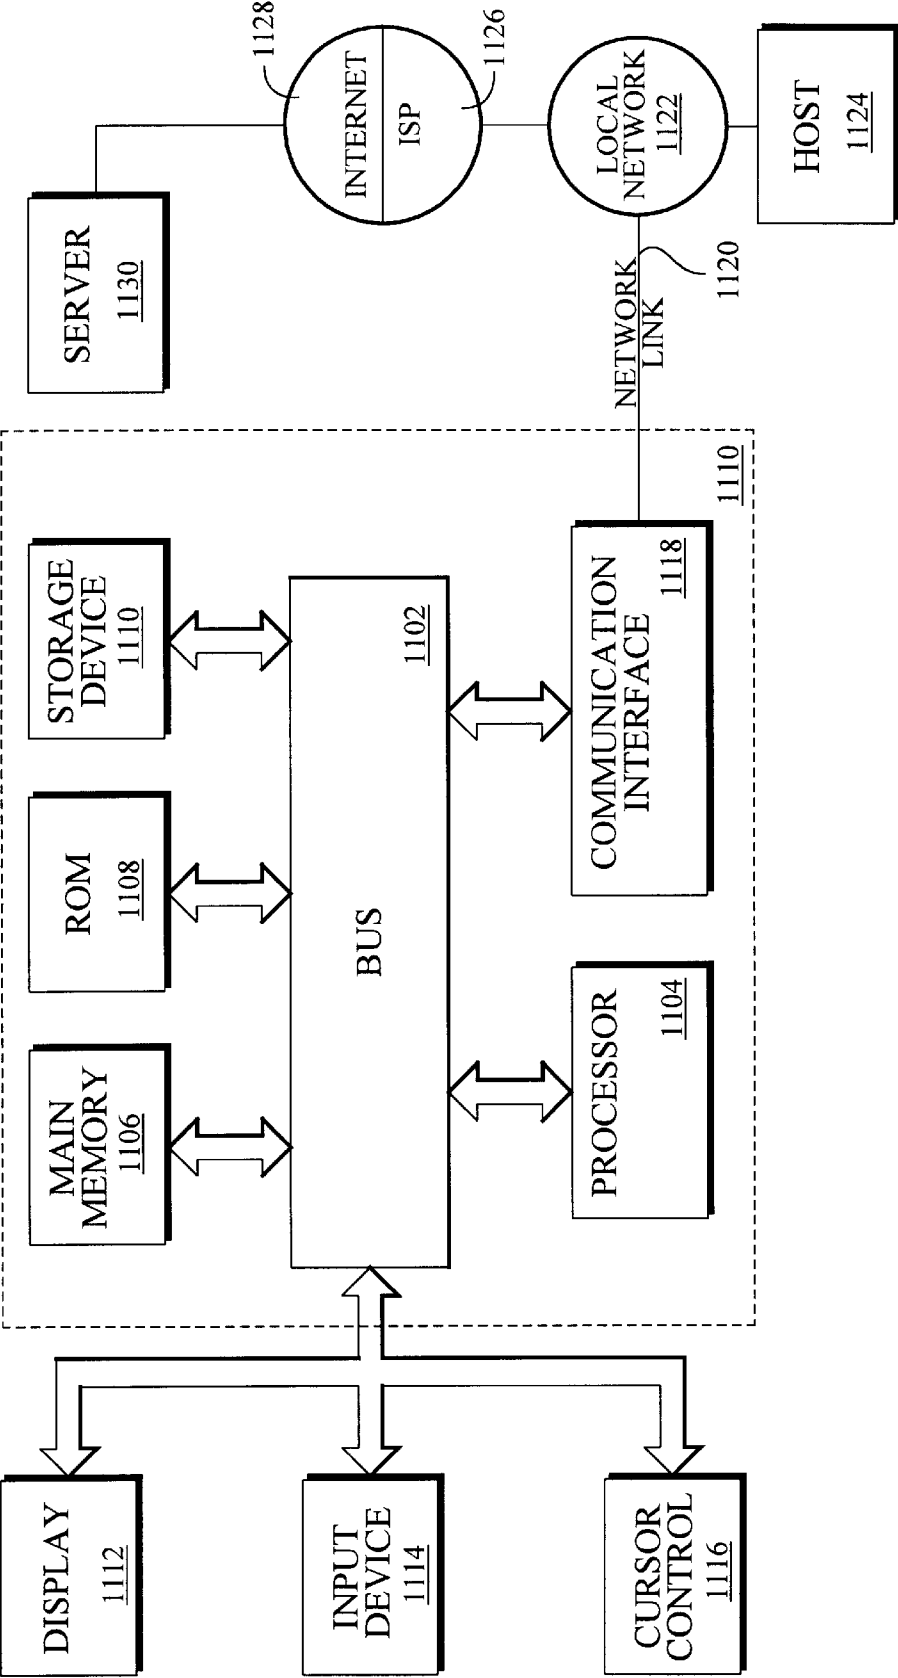 DISPLAY
1112
INPUT
DEVICE
1114
CURSOR
CONTROL
1116
MAIN
MEMORY
1106
ROM
1108
STORAGE
DEVICE
1110
BUS
1102
PROCESSOR
1104
COMMUNICATION
INTERFACE
1118
1110
SERVER
1130
NETWORK
LINK
1120
INTERNET
1128
ISP
1126
LOCAL
NETWORK
1122
HOST
1124